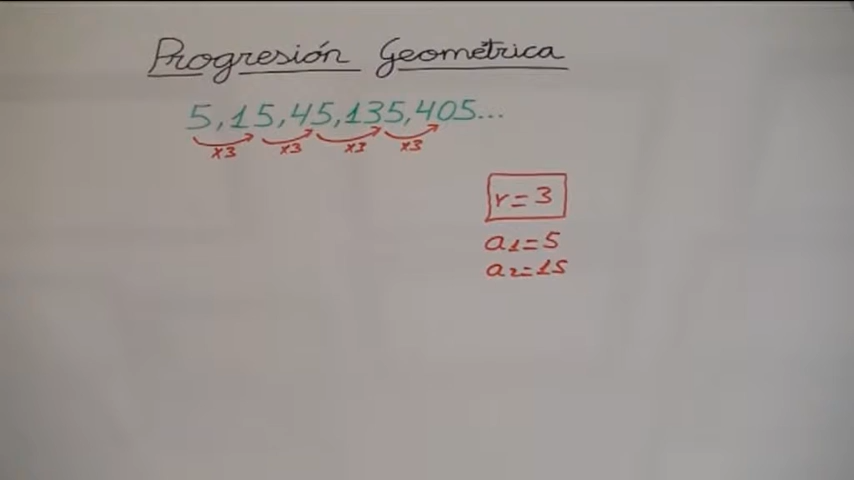 Progresión Geométrica
5, 15, 45, 135, 405...
x3 x3 x3 x3
r = 3
a1 = 5
a2 = 15